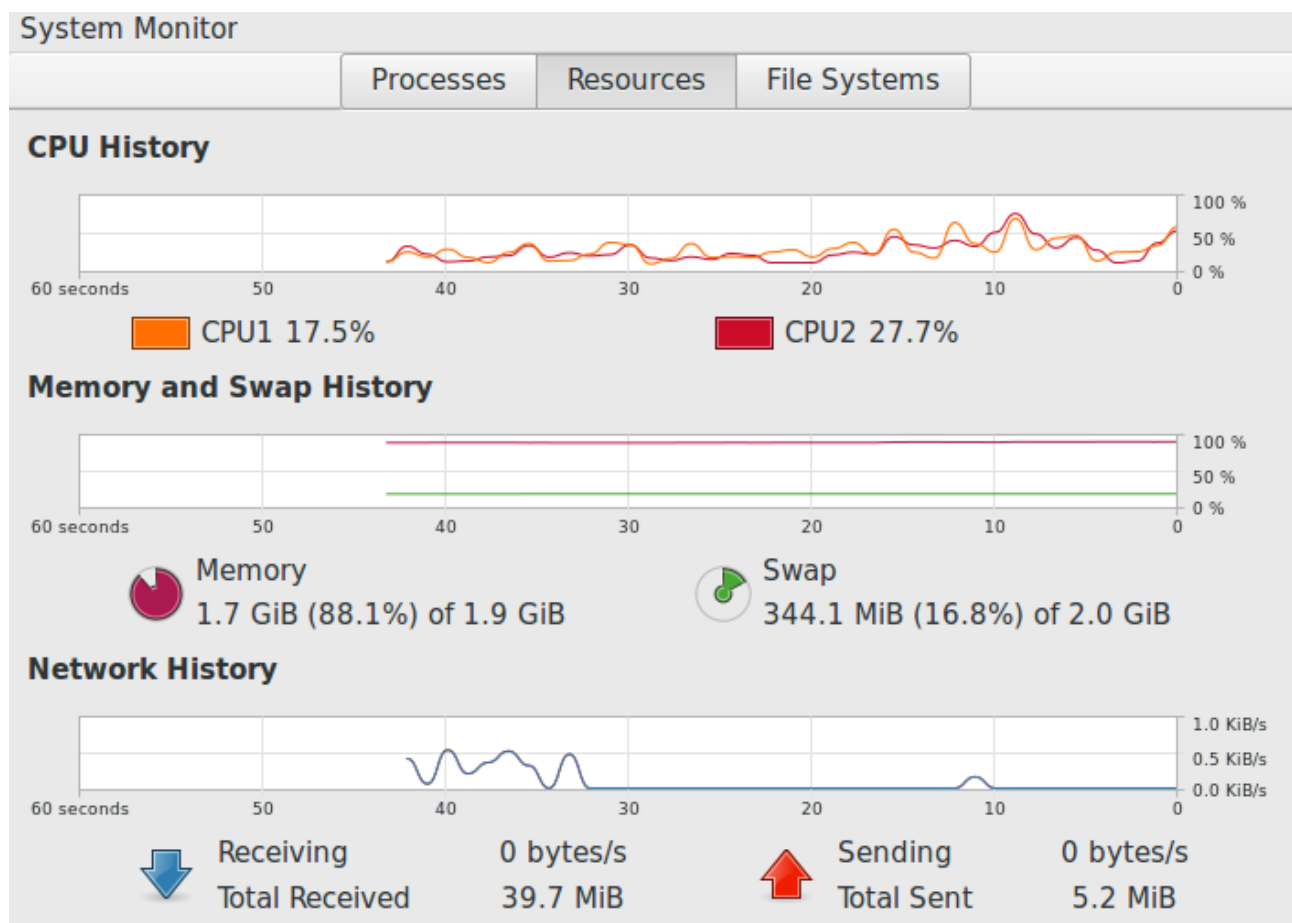 System Monitor
Processes Resources File Systems
CPU History
100 %
50 %
0 %
60 seconds 50 40 30 20 10 0
CPU1 17.5% CPU2 27.7%
Memory and Swap History
100 %
50 %
0 %
60 seconds 50 40 30 20 10 0
Memory Swap
1.7 GiB (88.1%) of 1.9 GiB 344.1 MiB (16.8%) of 2.0 GiB
Network History
1.0 KiB/s
0.5 KiB/s
0.0 KiB/s
60 seconds 50 40 30 20 10 0
Receiving 0 bytes/s Sending 0 bytes/s
Total Received 39.7 MiB Total Sent 5.2 MiB